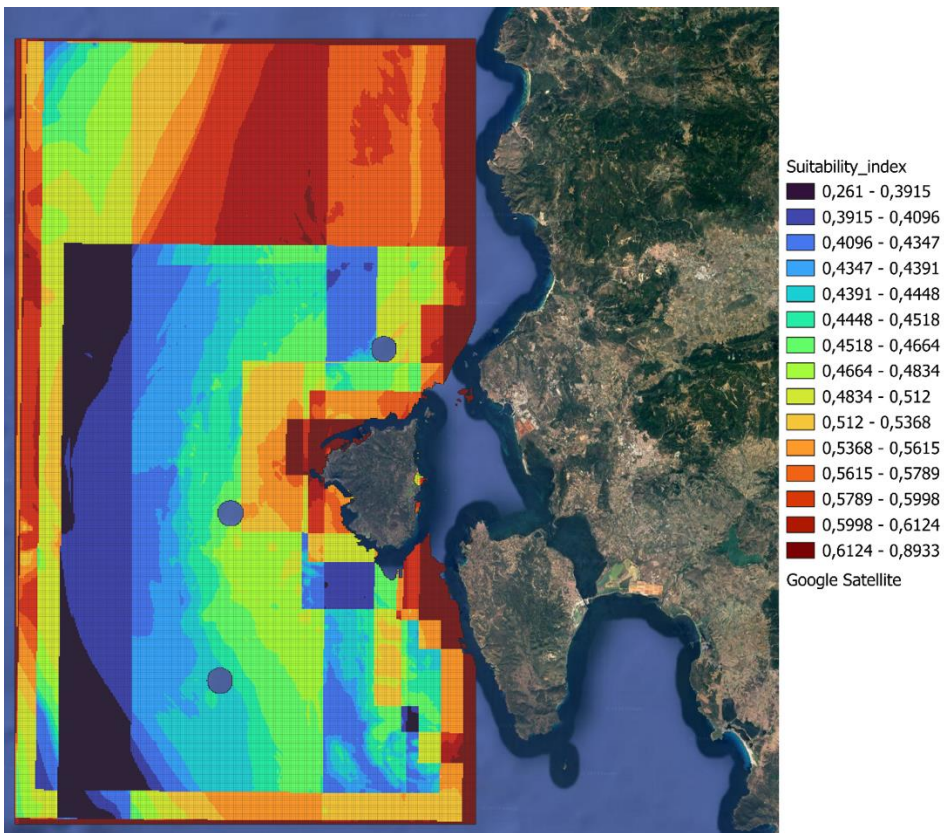 Suitability_index
0,261 - 0,3915
0,3915 - 0,4096
0,4096 - 0,4347
0,4347 - 0,4391
0,4391 - 0,4448
0,4448 - 0,4518
0,4518 - 0,4664
0,4664 - 0,4834
0,4834 - 0,512
0,512 - 0,5368
0,5368 - 0,5615
0,5615 - 0,5789
0,5789 - 0,5998
0,5998 - 0,6124
0,6124 - 0,8933
Google Satellite